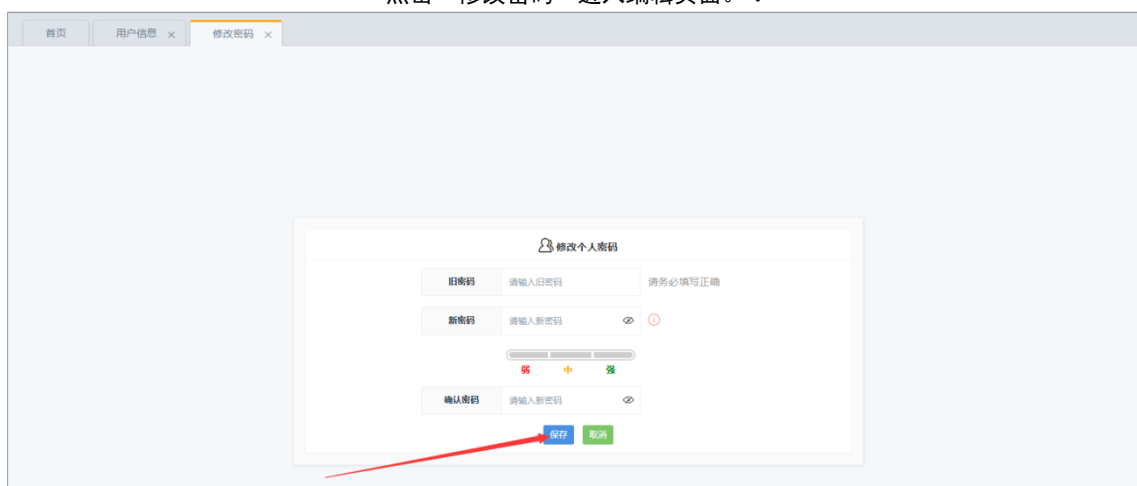 首页 用户信息 × 修改密码 ×
修改个人密码
旧密码 请输入旧密码 请务必填写正确
新密码 请输入新密码
弱 中 强
确认密码 请输入新密码
保存 取消